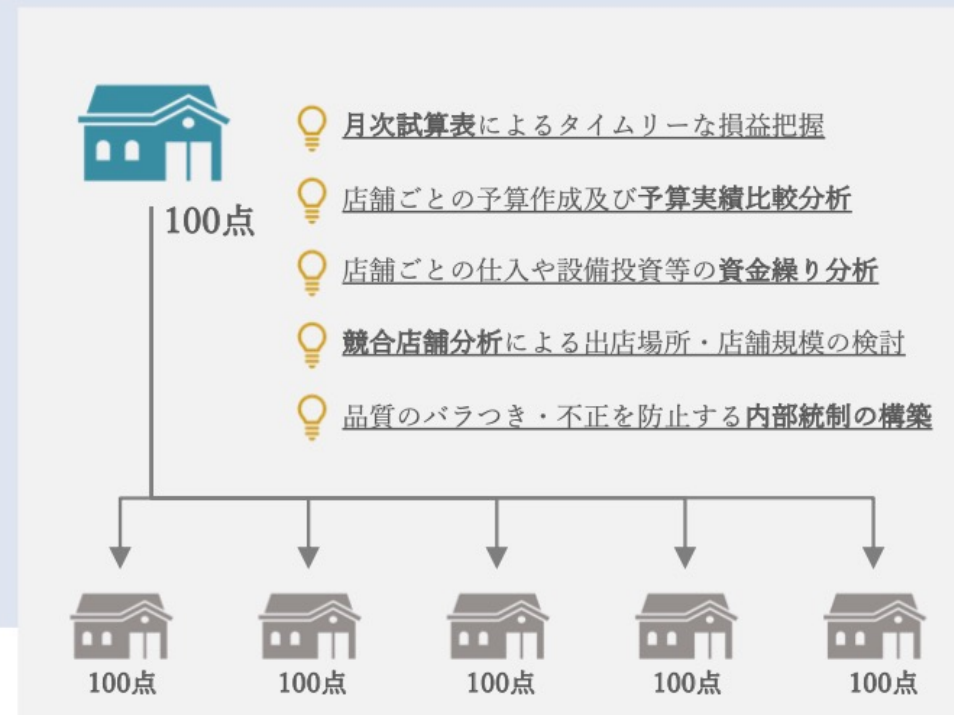 月次試算表によるタイムリーな損益把握
100点
店舗ごとの予算作成及び予算実績比較分析
店舗ごとの仕入や設備投資等の資金繰り分析
競合店舗分析による出店場所・店舗規模の検討
品質のバラつき・不正を防止する内部統制の構築
100点
100点
100点
100点
100点